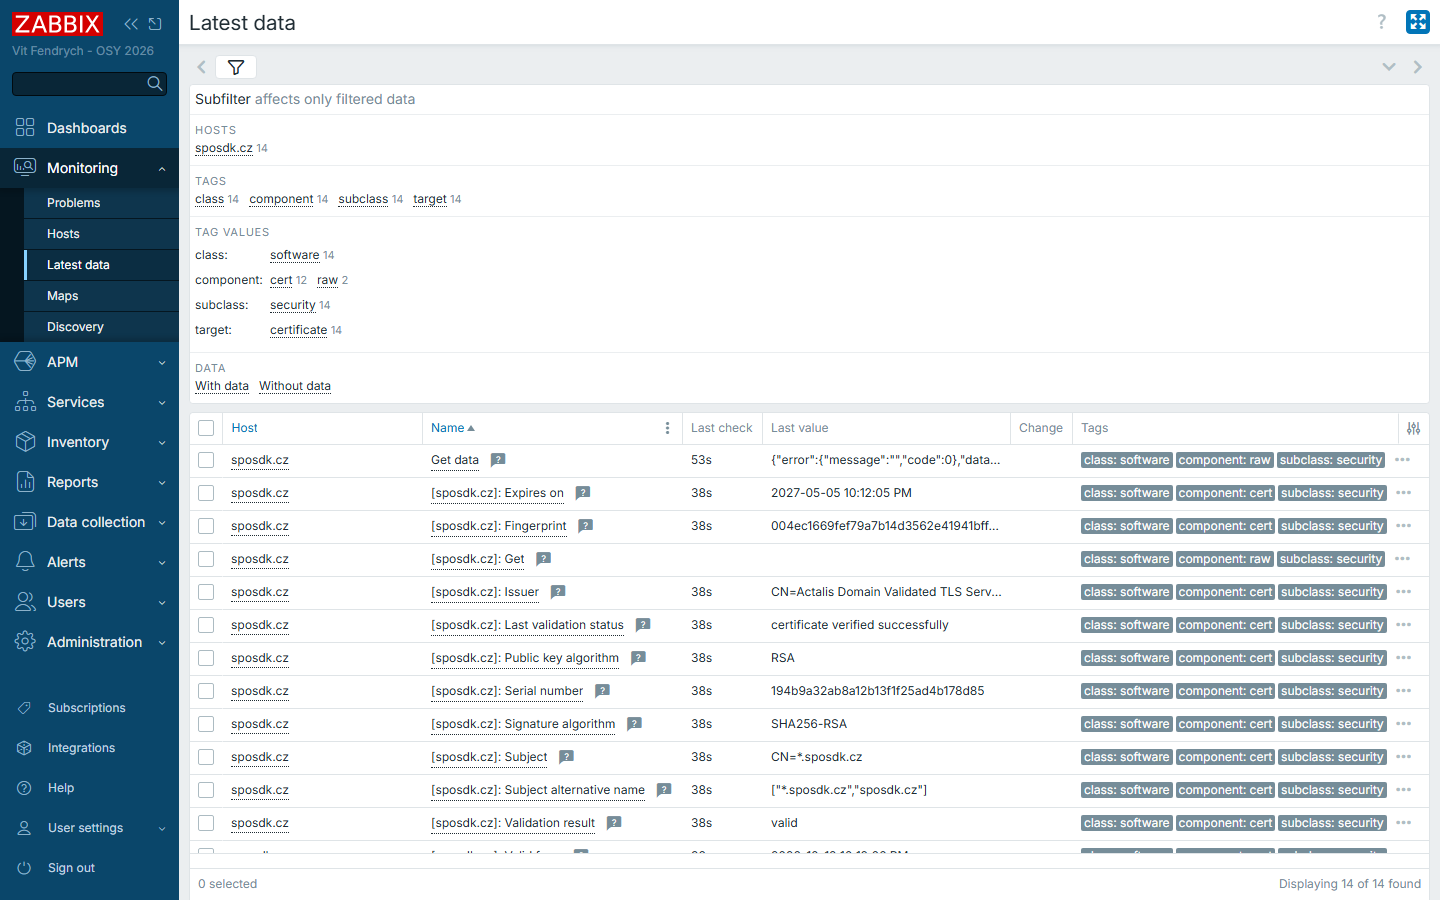 ZABBIX
Vit Fendrych - OSY 2026
Dashboards
Monitoring
Problems
Hosts
Latest data
Maps
Discovery
APM
Services
Inventory
Reports
Data collection
Alerts
Users
Administration
Subscriptions
Integrations
Help
User settings
Sign out
Latest data
?
Subfilter affects only filtered data
HOSTS
sposdk.cz 14
TAGS
class 14 component 14 subclass 14 target 14
TAG VALUES
class: software 14
component: cert 12 raw 2
subclass: security 14
target: certificate 14
DATA
With data Without data
Host Name Last check Last value Change Tags
sposdk.cz Get data ? 53s {"error":{"message":"","code":0},"data... class: software component: raw subclass: security
sposdk.cz [sposdk.cz]: Expires on ? 38s 2027-05-05 10:12:05 PM class: software component: cert subclass: security
sposdk.cz [sposdk.cz]: Fingerprint ? 38s 004ec1669fef79a7b14d3562e41941bff... class: software component: cert subclass: security
sposdk.cz [sposdk.cz]: Get ? class: software component: raw subclass: security
sposdk.cz [sposdk.cz]: Issuer ? 38s CN=Actalis Domain Validated TLS Serv... class: software component: cert subclass: security
sposdk.cz [sposdk.cz]: Last validation status ? 38s certificate verified successfully class: software component: cert subclass: security
sposdk.cz [sposdk.cz]: Public key algorithm ? 38s RSA class: software component: cert subclass: security
sposdk.cz [sposdk.cz]: Serial number ? 38s 194b9a32ab8a12b13f1f25ad4b178d85 class: software component: cert subclass: security
sposdk.cz [sposdk.cz]: Signature algorithm ? 38s SHA256-RSA class: software component: cert subclass: security
sposdk.cz [sposdk.cz]: Subject ? 38s CN=*.sposdk.cz class: software component: cert subclass: security
sposdk.cz [sposdk.cz]: Subject alternative name ? 38s ["*.sposdk.cz","sposdk.cz"] class: software component: cert subclass: security
sposdk.cz [sposdk.cz]: Validation result ? 38s valid class: software component: cert subclass: security
0 selected
Displaying 14 of 14 found